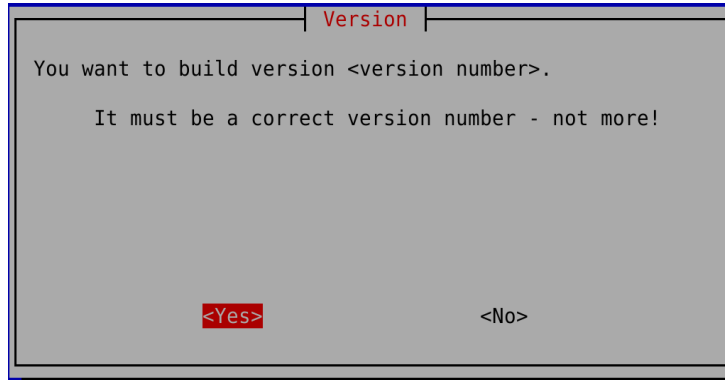 Version
You want to build version <version number>.
It must be a correct version number - not more!
<Yes> <No>